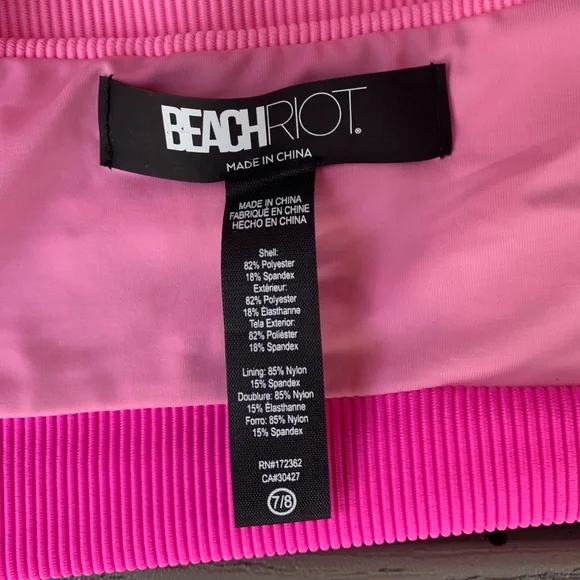 BEACHRIOT®
MADE IN CHINA
MADE IN CHINA
FABRIQUÉ EN CHINE
HECHO EN CHINA
Shell:
82% Polyester
18% Spandex
Extérieur:
82% Polyester
18% Élasthanne
Tela Exterior:
82% Poliéster
18% Spandex
Lining: 85% Nylon
15% Spandex
Doublure: 85% Nylon
15% Élasthanne
Forro: 85% Nylon
15% Spandex
RN#172362
CA#30427
7/8